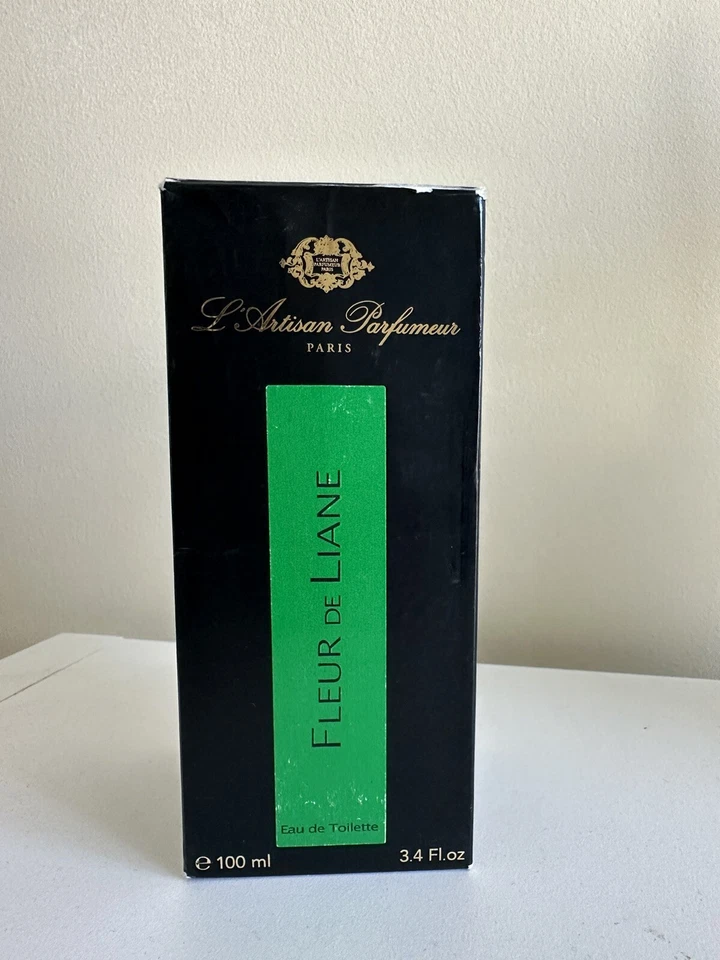 L'ARTISAN
PARFUMEUR
PARIS
L'Artisan Parfumeur
PARIS
FLEUR DE LIANE
Eau de Toilette
℮ 100 ml
3.4 Fl.oz